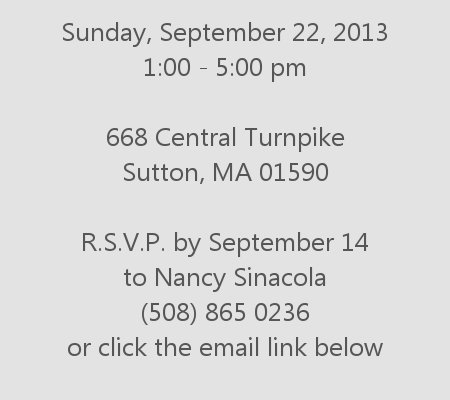 Sunday, September 22, 2013
1:00 - 5:00 pm
668 Central Turnpike
Sutton, MA 01590
R.S.V.P. by September 14
to Nancy Sinacola
(508) 865 0236
or click the email link below